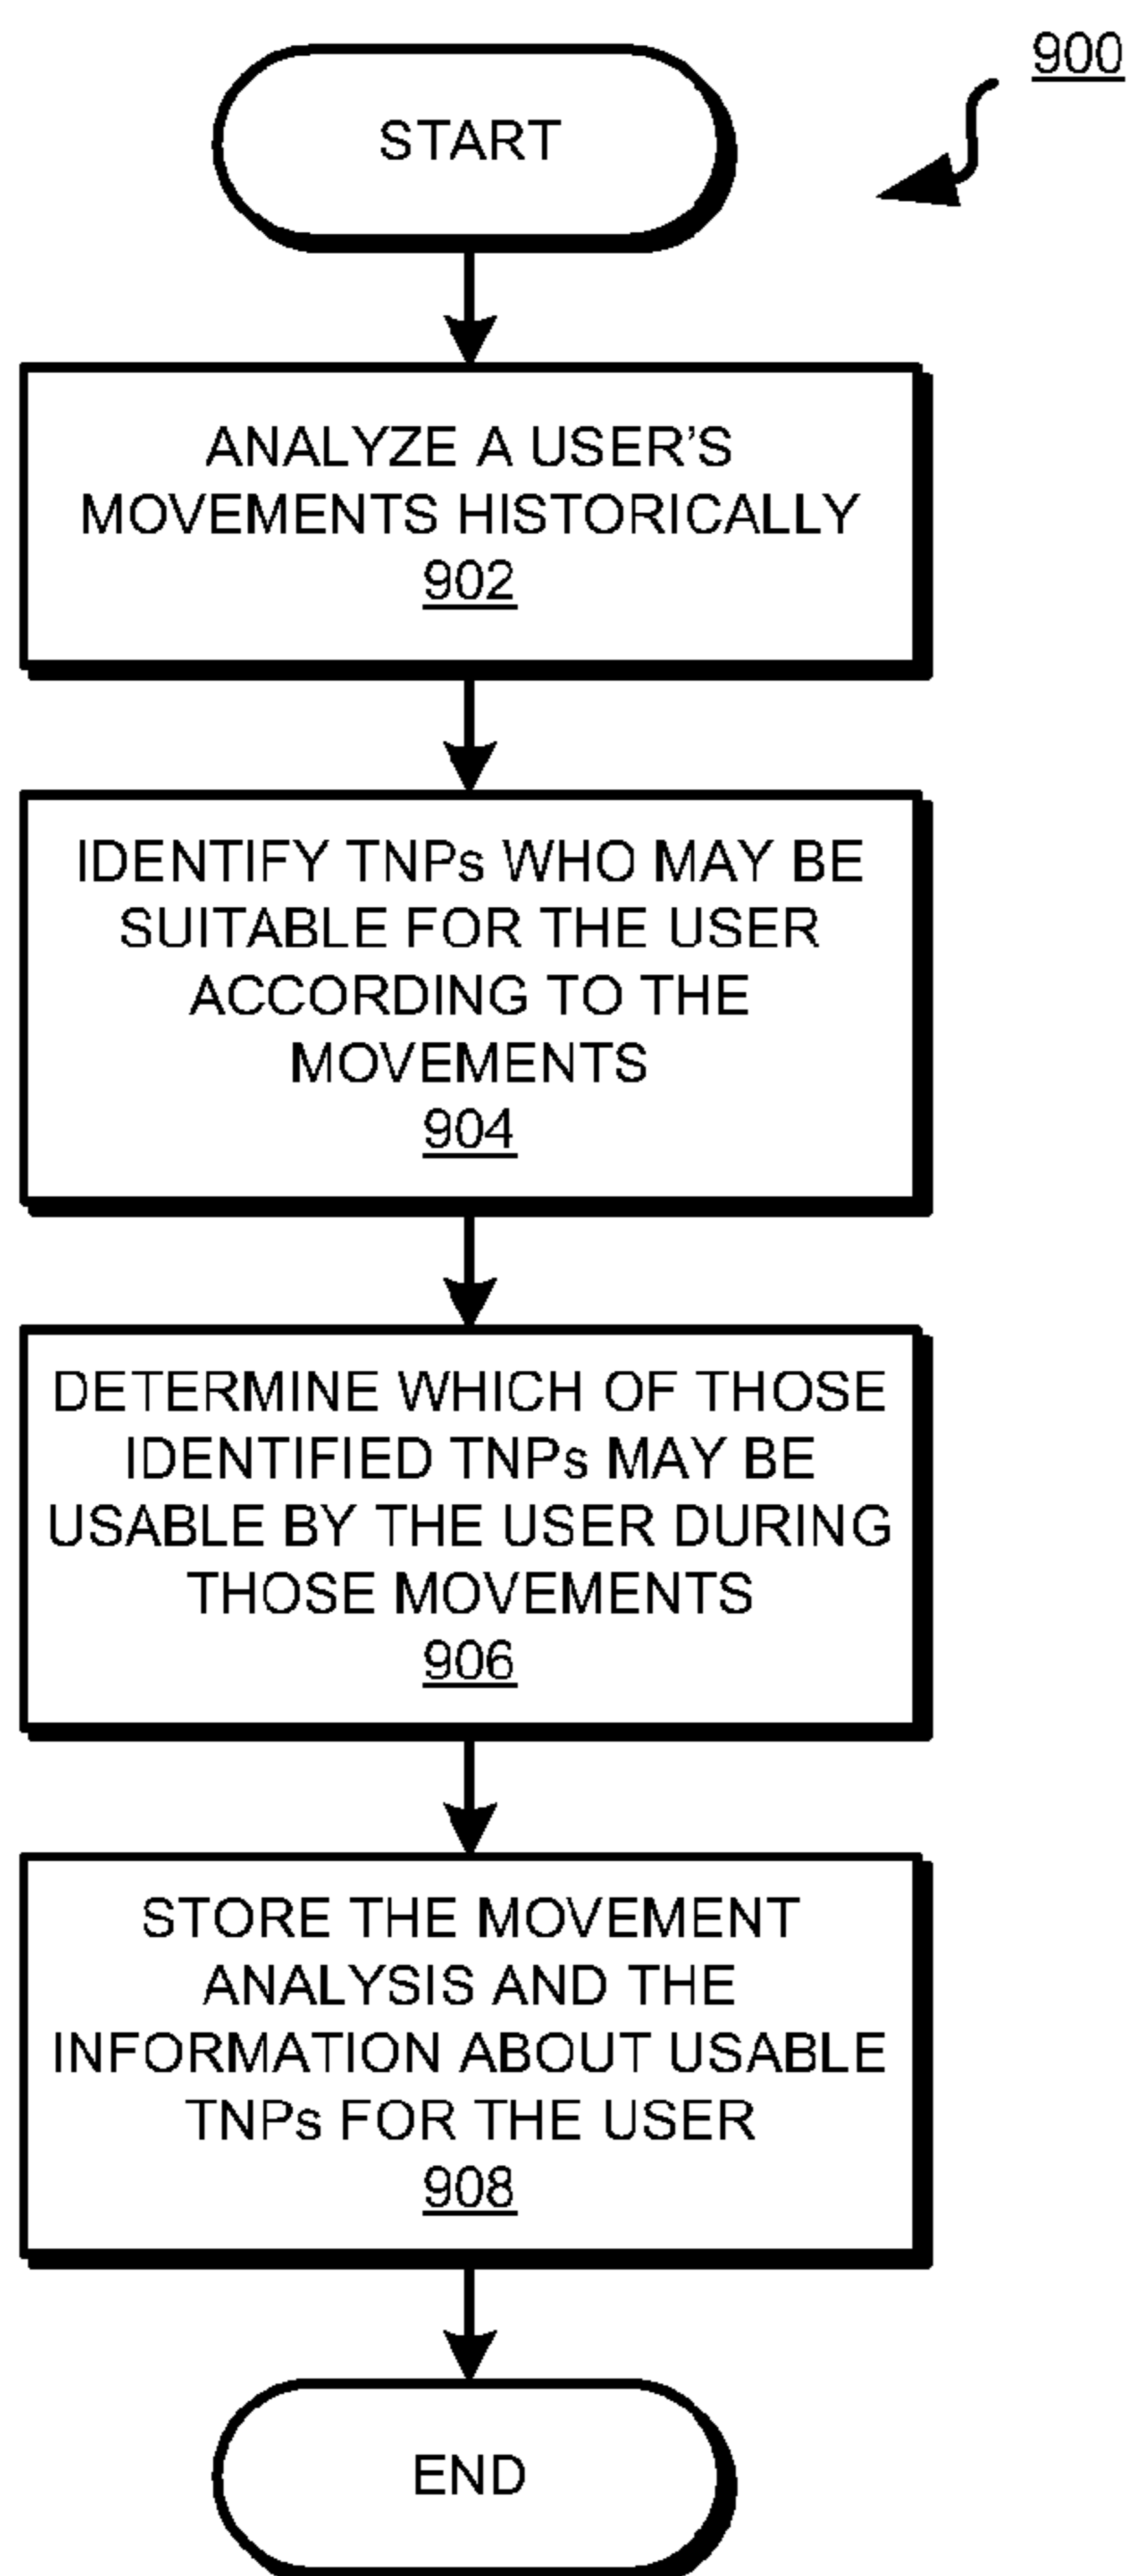 900
START
ANALYZE A USER'S
MOVEMENTS HISTORICALLY
902
IDENTIFY TNPs WHO MAY BE
SUITABLE FOR THE USER
ACCORDING TO THE
MOVEMENTS
904
DETERMINE WHICH OF THOSE
IDENTIFIED TNPs MAY BE
USABLE BY THE USER DURING
THOSE MOVEMENTS
906
STORE THE MOVEMENT
ANALYSIS AND THE
INFORMATION ABOUT USABLE
TNPs FOR THE USER
908
END